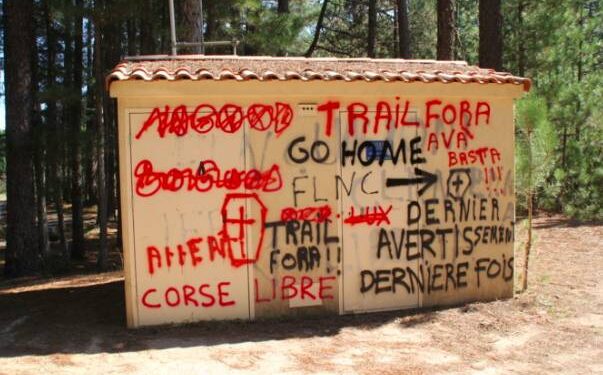 TRAIL FORA
GO HOME
AVA
BASTA
!!!
FLNC
LUX
TRAIL
FORA!!
DERNIER
AVERTISSEMENT
DERNIERE FOIS
CORSE LIBRE